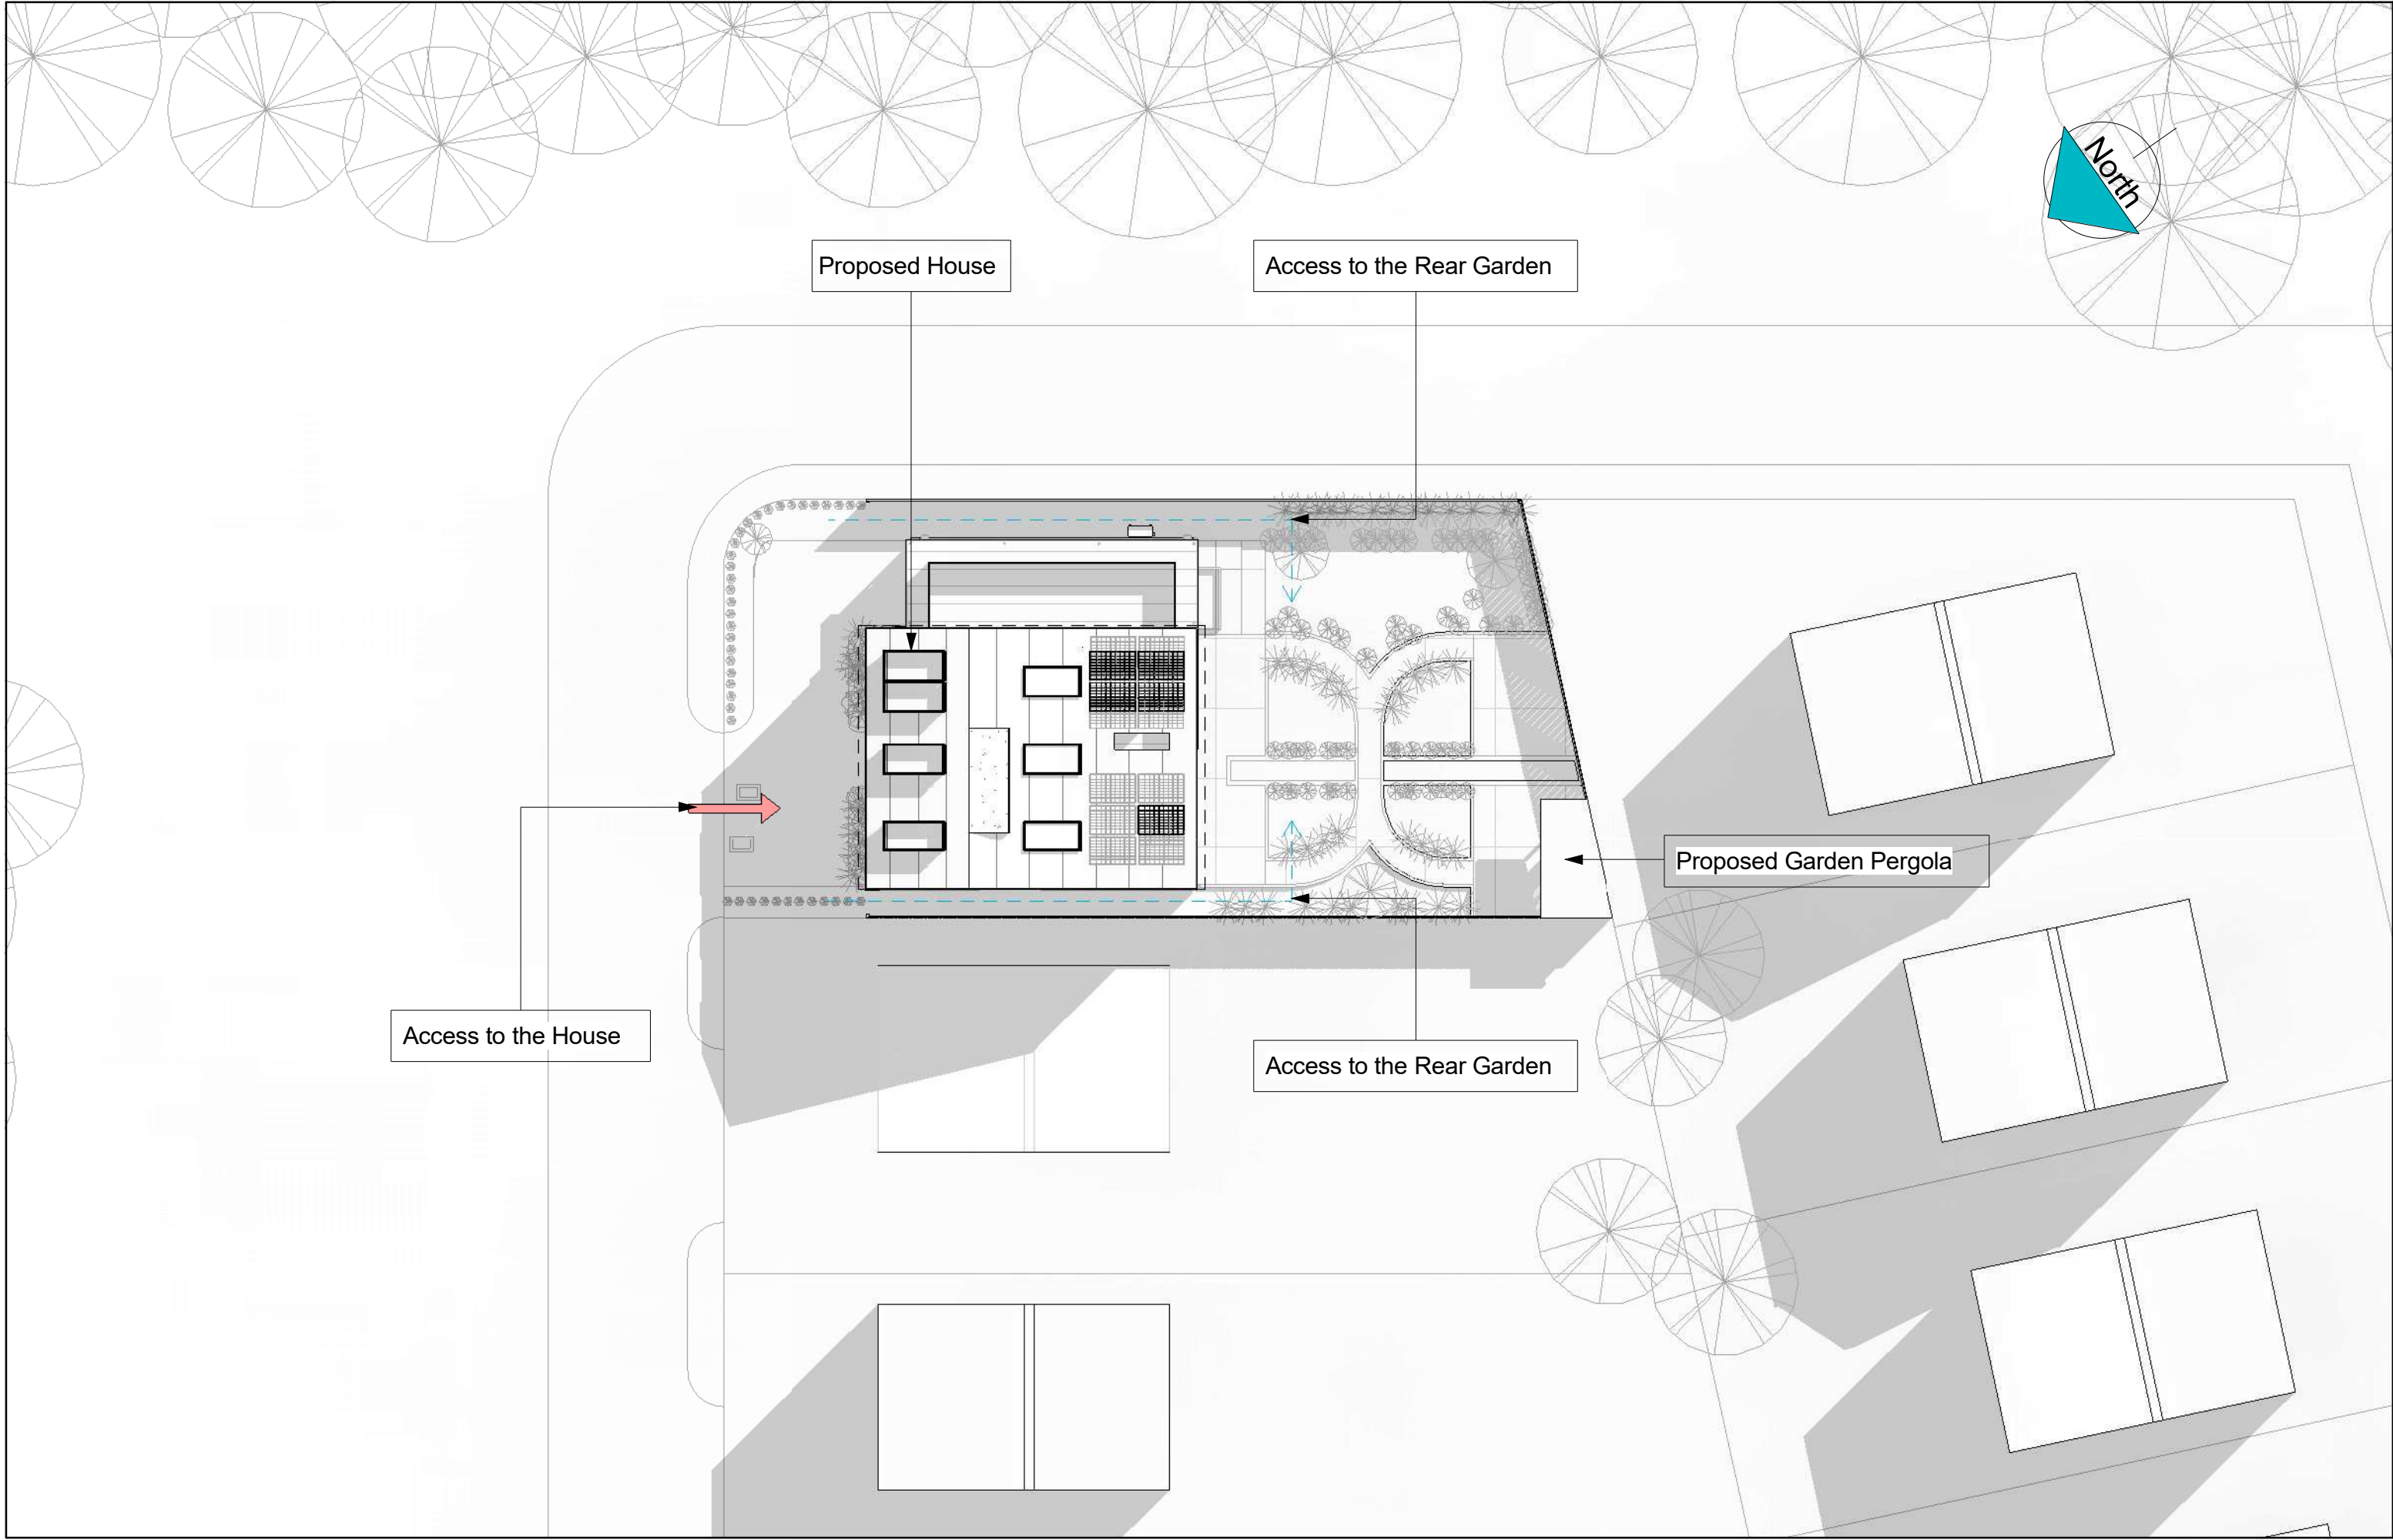 North
Proposed House
Access to the Rear Garden
Proposed Garden Pergola
Access to the House
Access to the Rear Garden